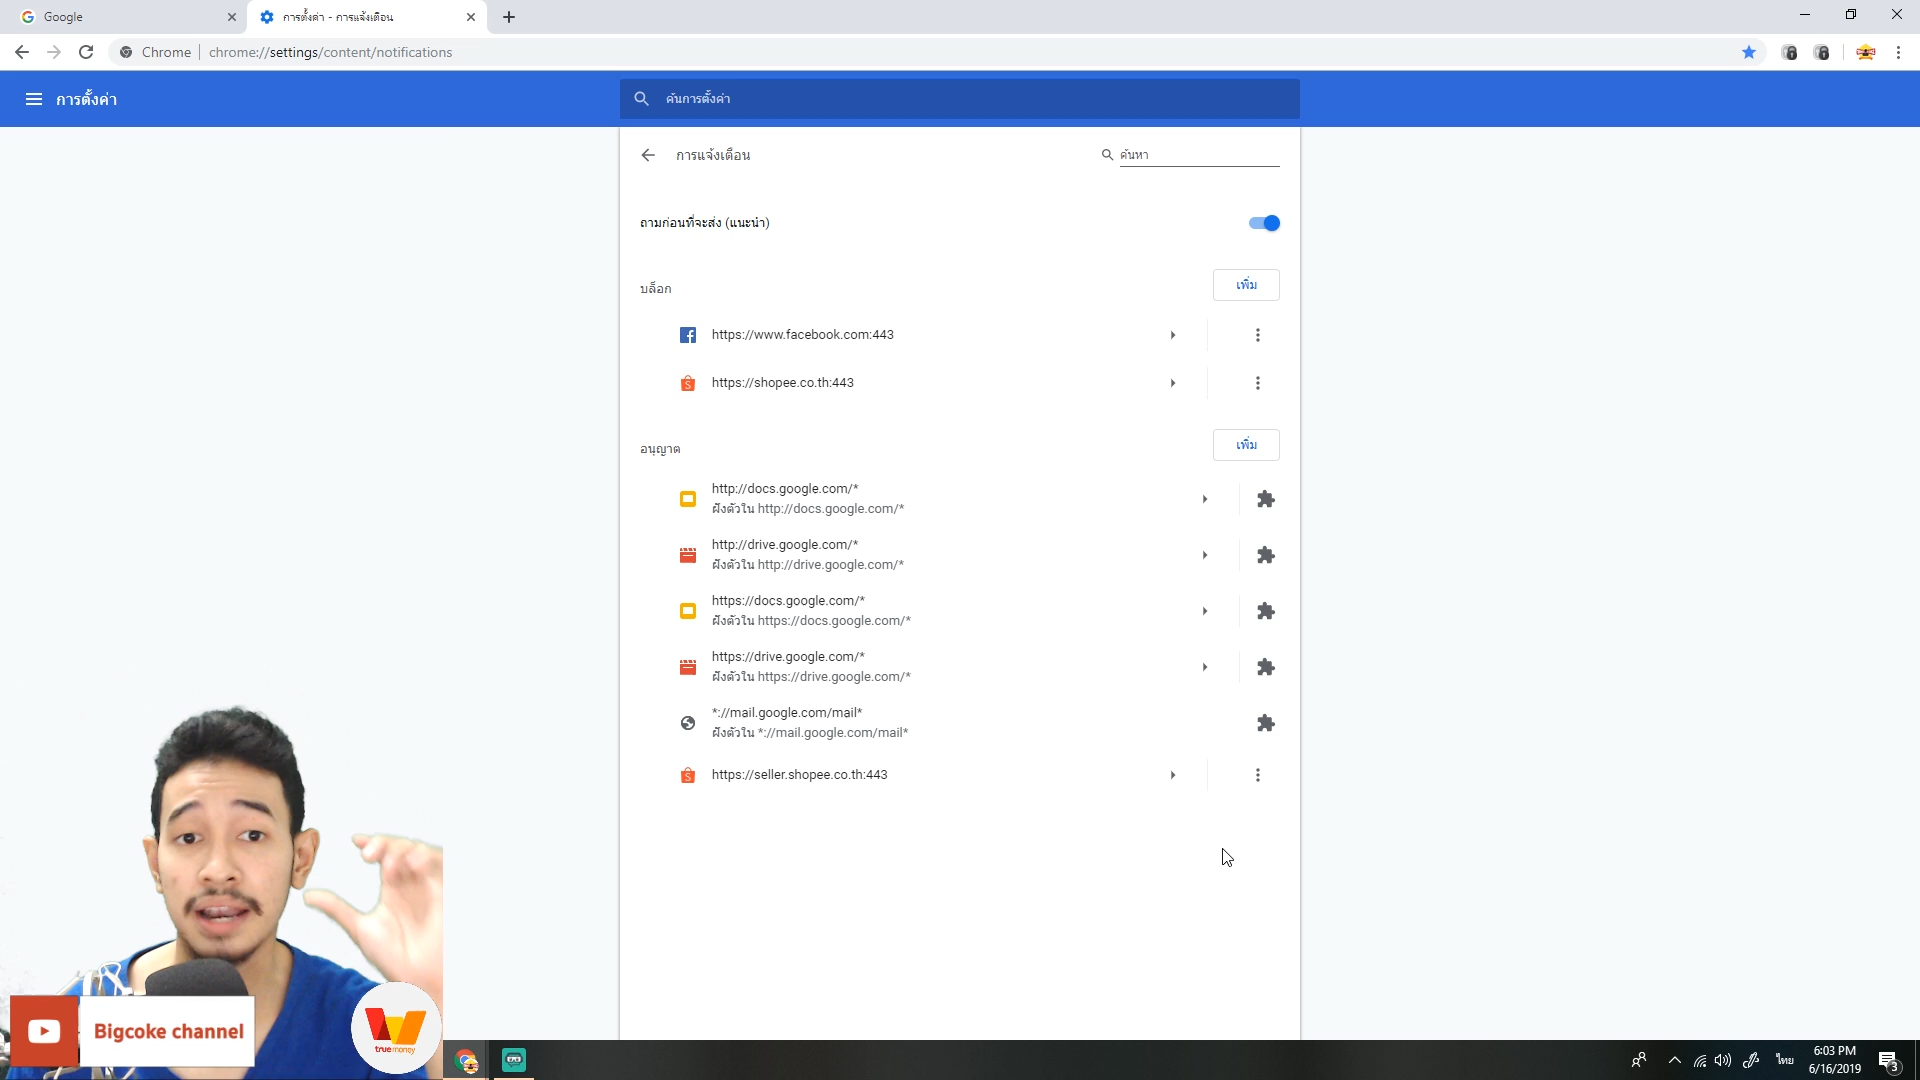 Google
การตั้งค่า - การแจ้งเตือน
Chrome
chrome://settings/content/notifications
การตั้งค่า
ค้นการตั้งค่า
การแจ้งเตือน
ค้นหา
ถามก่อนที่จะส่ง (แนะนำ)
บล็อก
เพิ่ม
https://www.facebook.com:443
https://shopee.co.th:443
อนุญาต
เพิ่ม
http://docs.google.com/*
ฝังตัวใน http://docs.google.com/*
http://drive.google.com/*
ฝังตัวใน http://drive.google.com/*
https://docs.google.com/*
ฝังตัวใน https://docs.google.com/*
https://drive.google.com/*
ฝังตัวใน https://drive.google.com/*
*://mail.google.com/mail*
ฝังตัวใน *://mail.google.com/mail*
https://seller.shopee.co.th:443
Bigcoke channel
true money
ไทย
6:03 PM
6/16/2019
3